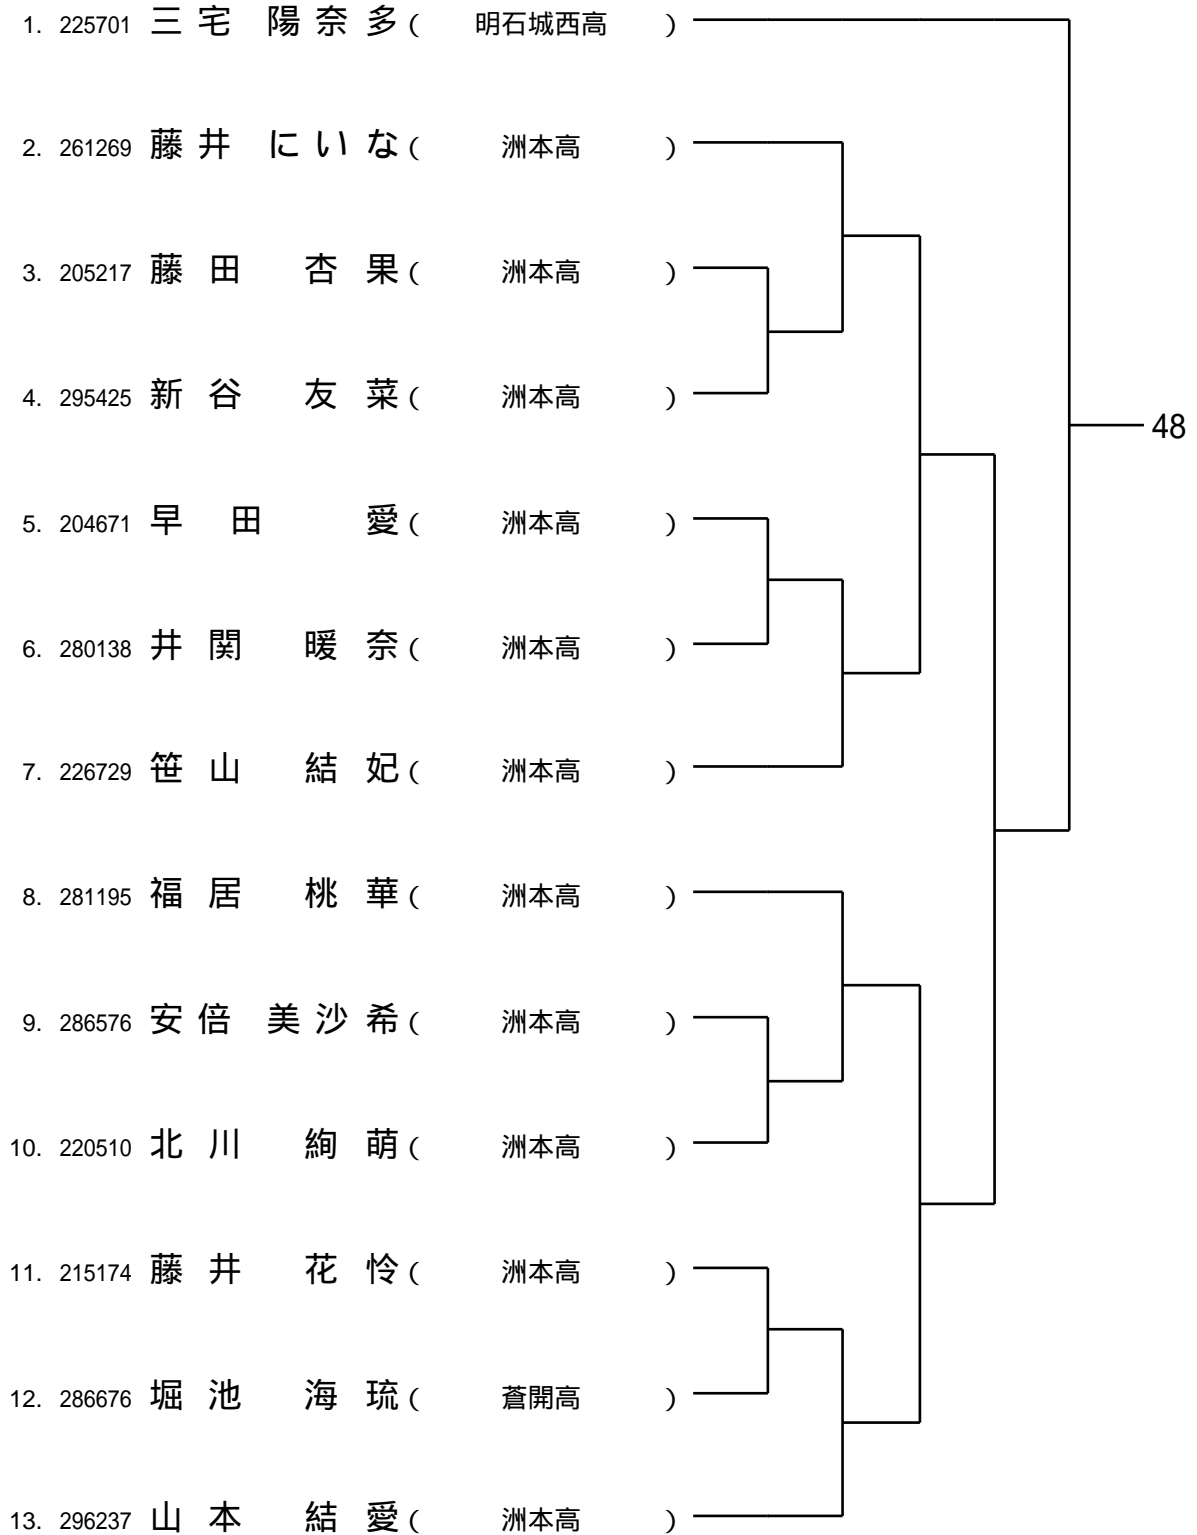 1. 225701 三宅 陽奈多 ( 明石城西高 )
2. 261269 藤井 にいな ( 洲本高 )
3. 205217 藤田 杏果 ( 洲本高 )
4. 295425 新谷 友菜 ( 洲本高 )
48
5. 204671 早田 愛 ( 洲本高 )
6. 280138 井関 暖奈 ( 洲本高 )
7. 226729 笹山 結妃 ( 洲本高 )
8. 281195 福居 桃華 ( 洲本高 )
9. 286576 安倍 美沙希 ( 洲本高 )
10. 220510 北川 絢萌 ( 洲本高 )
11. 215174 藤井 花怜 ( 洲本高 )
12. 286676 堀池 海琉 ( 蒼開高 )
13. 296237 山本 結愛 ( 洲本高 )